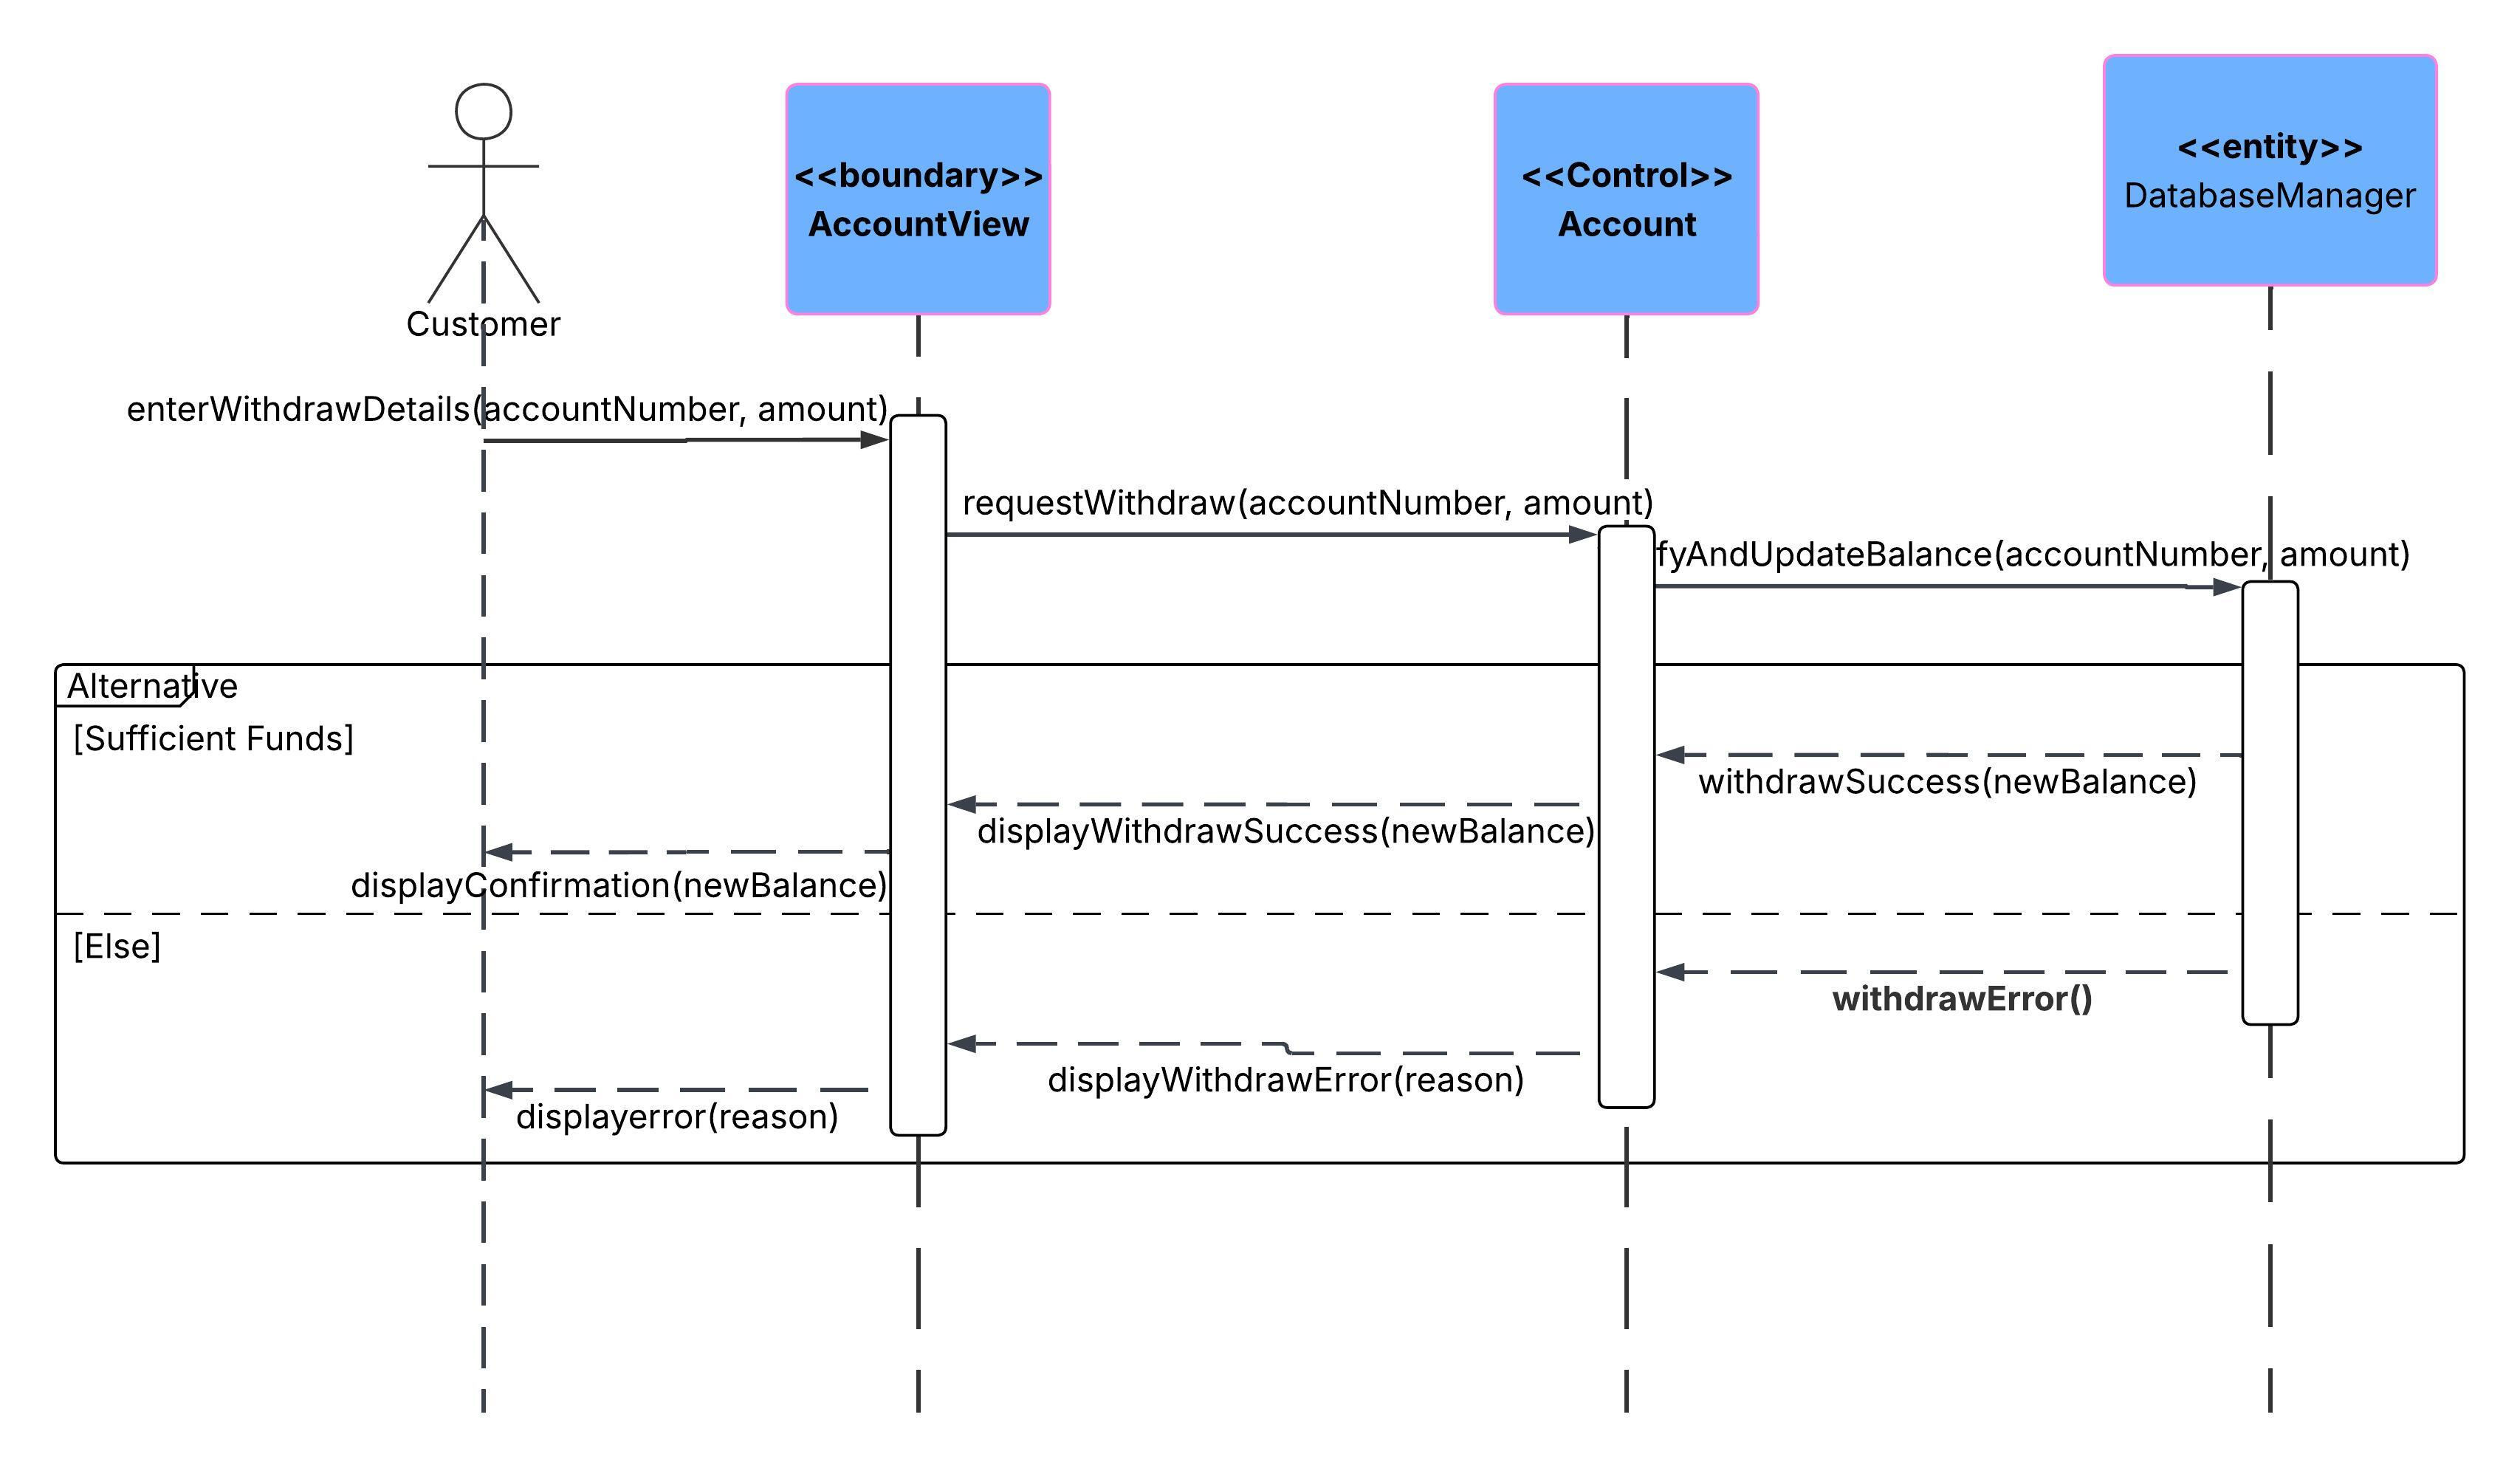 <<boundary>>
AccountView
<<Control>>
Account
<<entity>>
DatabaseManager
Customer
enterWithdrawDetails(accountNumber, amount)
requestWithdraw(accountNumber, amount)
fyAndUpdateBalance(accountNumber, amount)
Alternative
[Sufficient Funds]
withdrawSuccess(newBalance)
displayWithdrawSuccess(newBalance)
displayConfirmation(newBalance)
[Else]
withdrawError()
displayWithdrawError(reason)
displayerror(reason)